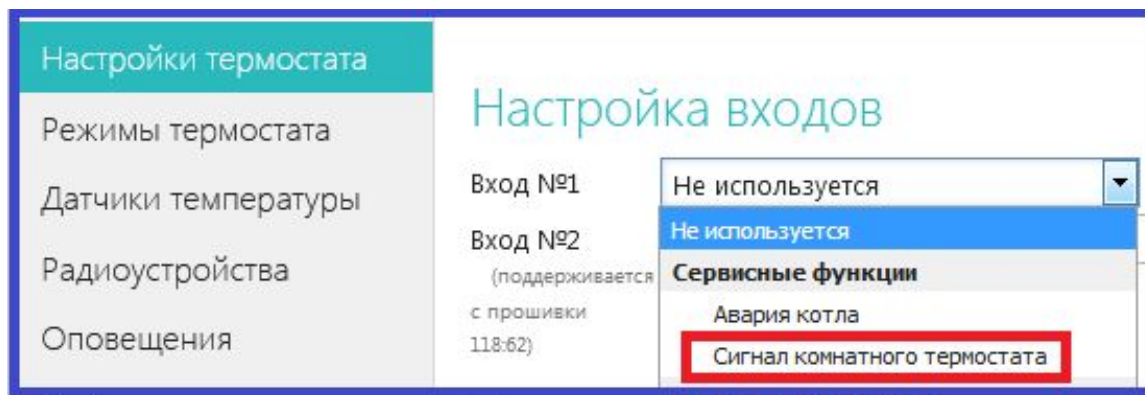 Настройки термостата
Режимы термостата
Датчики температуры
Радиоустройства
Оповещения
Настройка входов
Вход №1
Не используется
Не используется
Вход №2
(поддерживается
с прошивки
118:62)
Сервисные функции
Авария котла
Сигнал комнатного термостата